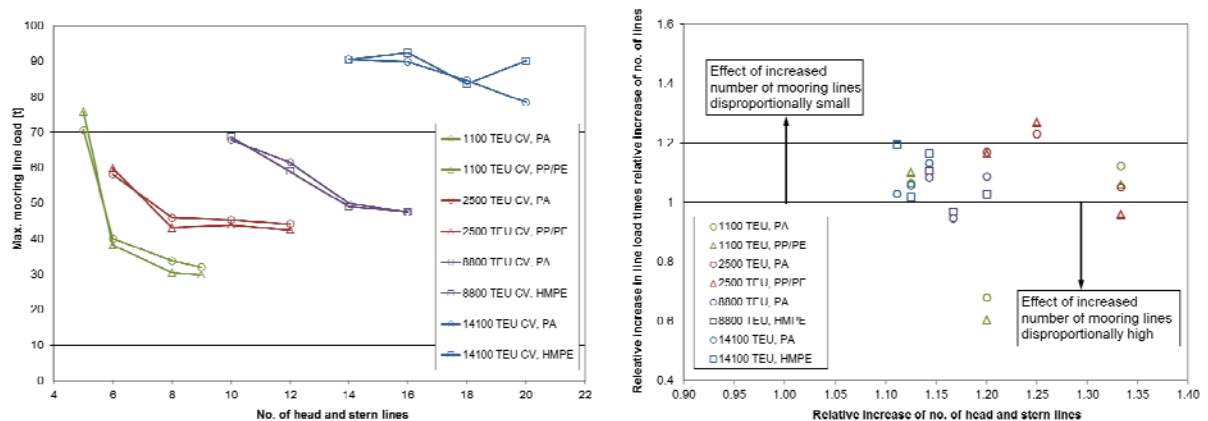 100
90
80
70
60
50
40
30
20
10
0
4
6
8
10
12
14
16
18
20
22
Max. mooring line load [t]
No. of head and stern lines
1100 TEU CV, PA
1100 TEU CV, PP/PE
2500 TEU CV, PA
2500 TEU CV, PP/PE
8800 TEU CV, PA
8800 TEU CV, HMPE
14100 TEU CV, PA
14100 TEU CV, HMPE
Releative increase in line load times relative increase of no. of lines
1.6
1.4
1.2
1
0.8
0.6
0.4
0.90
0.95
1.00
1.05
1.10
1.15
1.20
1.25
1.30
1.35
1.40
Relative increase of no. of head and stern lines
Effect of increased
number of mooring lines
disproportionally small
1100 TEU, PA
1100 TEU, PP/PE
2500 TEU, PA
2500 TEU, PP/PE
8800 TEU, PA
8800 TEU, HMPE
14100 TEU, PA
14100 TEU, HMPE
Effect of increased
number of mooring lines
disproportionally high